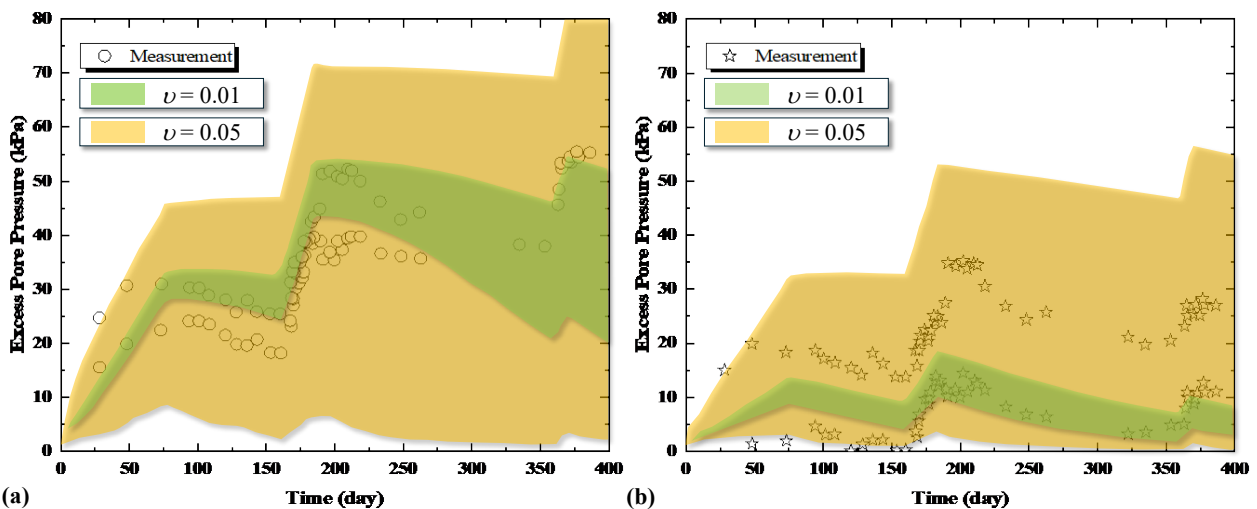 80
70
60
50
40
30
20
10
0
Excess Pore Pressure (kPa)
Measurement
υ = 0.01
υ = 0.05
0 50 100 150 200 250 300 350 400
Time (day)
(a)
80
70
60
50
40
30
20
10
0
Excess Pore Pressure (kPa)
Measurement
υ = 0.01
υ = 0.05
0 50 100 150 200 250 300 350 400
Time (day)
(b)